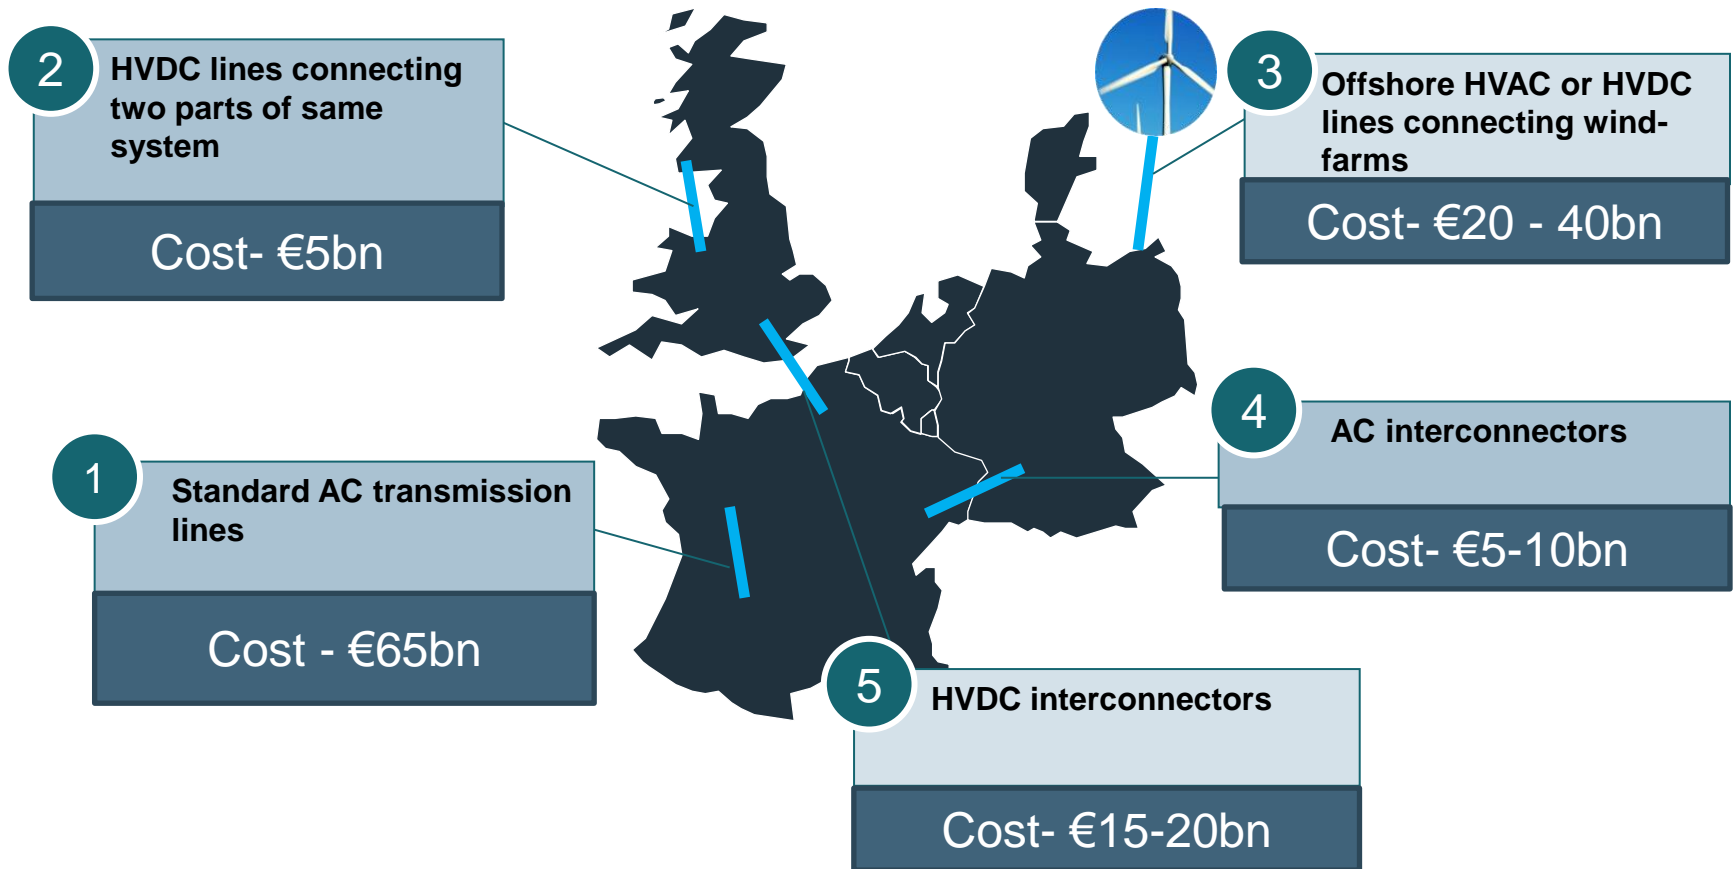 2
HVDC lines connecting
two parts of same
system
Cost- €5bn
3
Offshore HVAC or HVDC
lines connecting wind-
farms
Cost- €20 - 40bn
1
Standard AC transmission
lines
Cost - €65bn
4
AC interconnectors
Cost- €5-10bn
5
HVDC interconnectors
Cost- €15-20bn